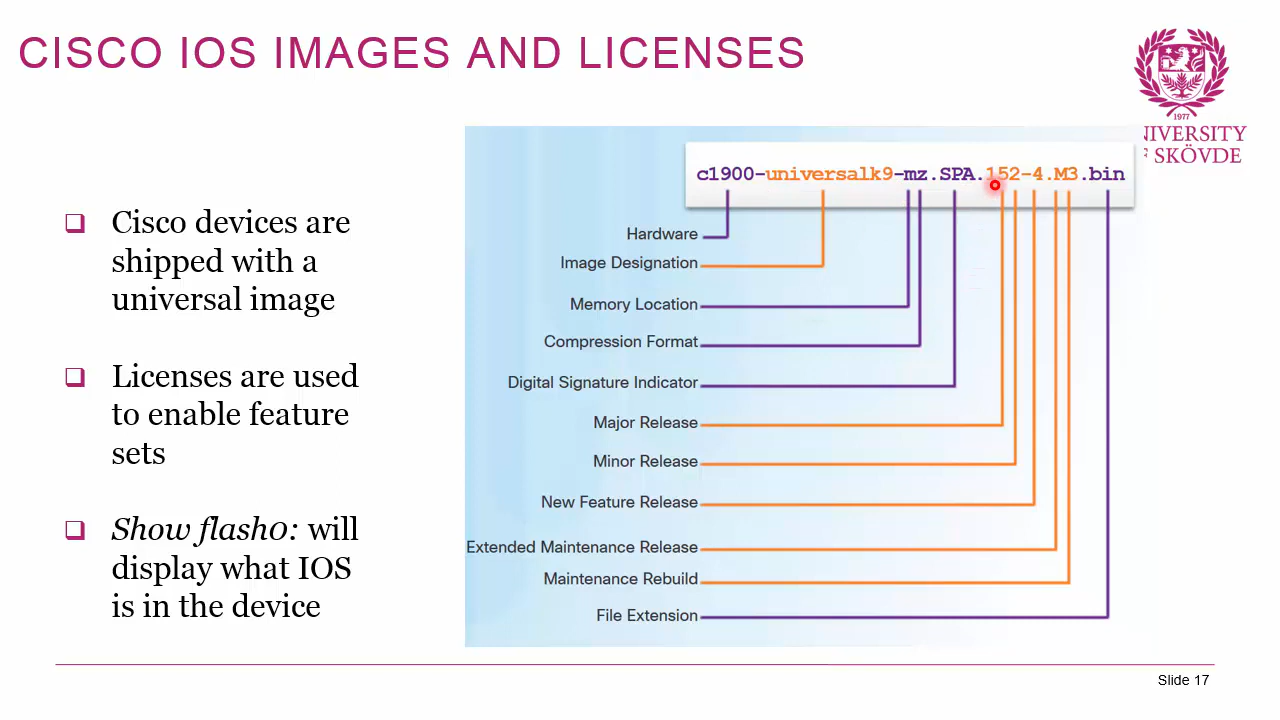 CISCO IOS IMAGES AND LICENSES
1977
UNIVERSITY
OF SKÖVDE
❑ Cisco devices are
shipped with a
universal image
❑ Licenses are used
to enable feature
sets
❑ Show flash0: will
display what IOS
is in the device
c1900-universalk9-mz.SPA.152-4.M3.bin
Hardware
Image Designation
Memory Location
Compression Format
Digital Signature Indicator
Major Release
Minor Release
New Feature Release
Extended Maintenance Release
Maintenance Rebuild
File Extension
Slide 17